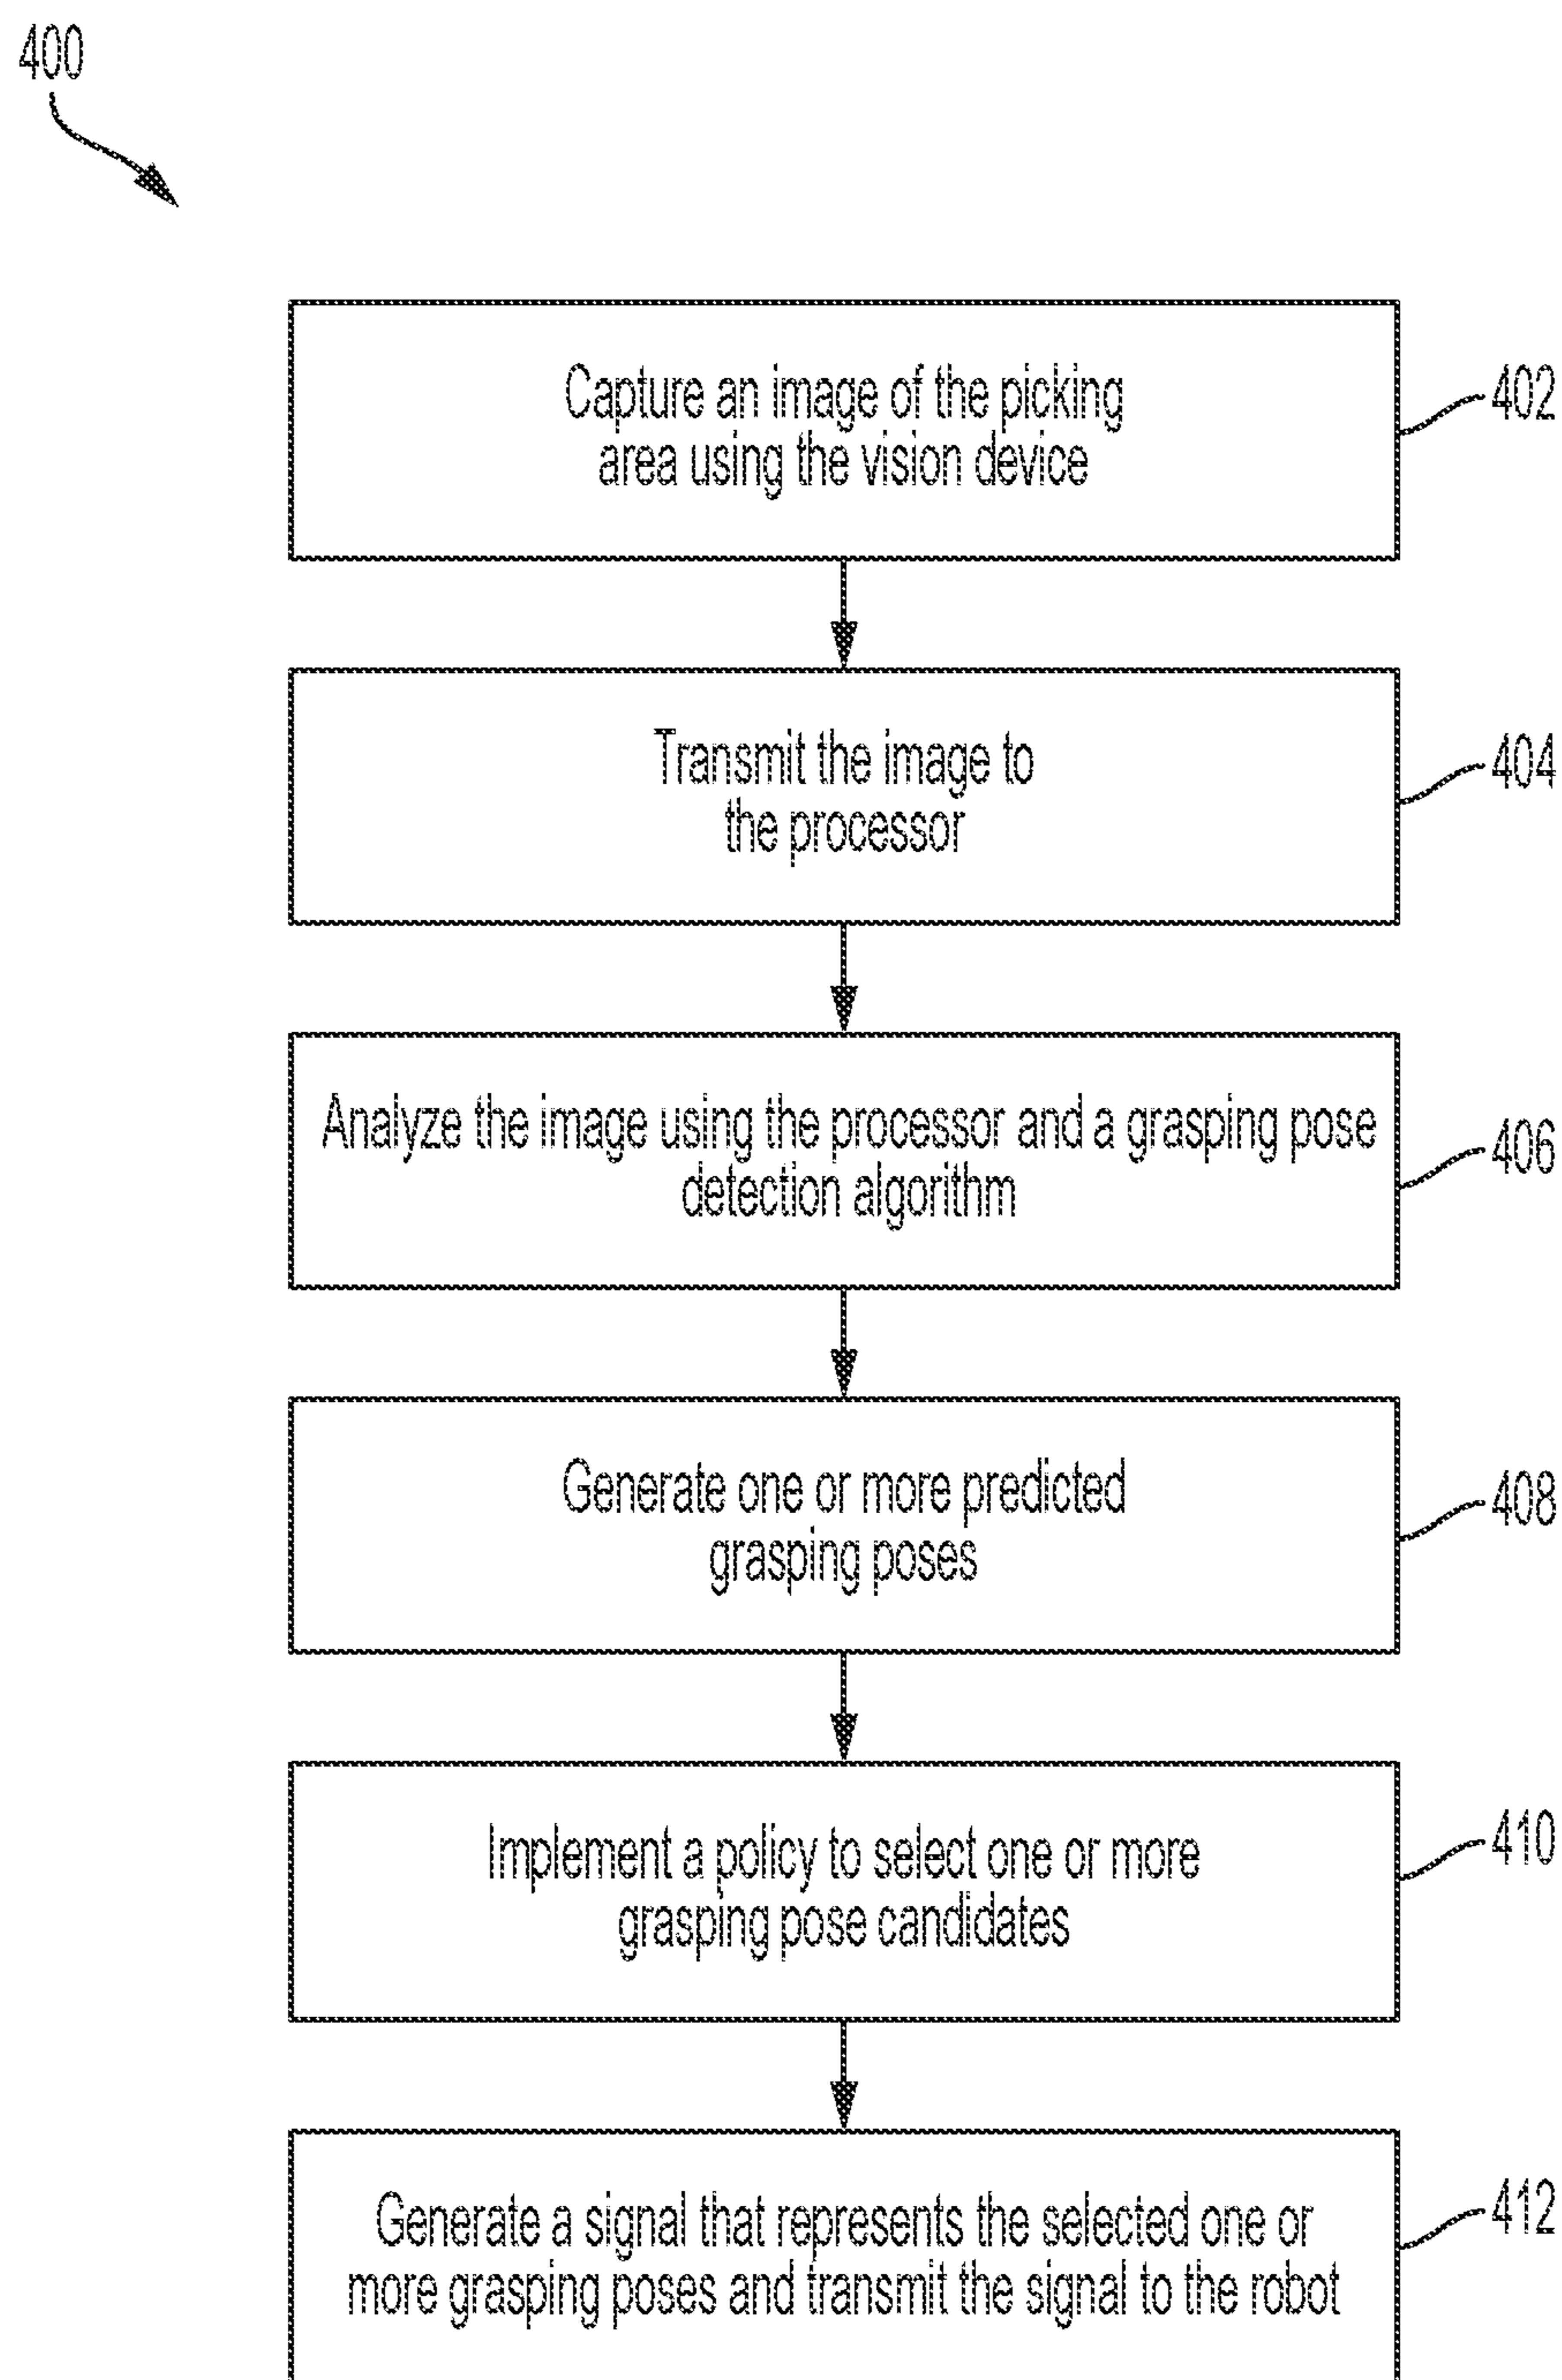 400
Capture an image of the picking
area using the vision device
402
Transmit the image to
the processor
404
Analyze the image using the processor and a grasping pose
detection algorithm
406
Generate one or more predicted
grasping poses
408
Implement a policy to select one or more
grasping pose candidates
410
Generate a signal that represents the selected one or
more grasping poses and transmit the signal to the robot
412